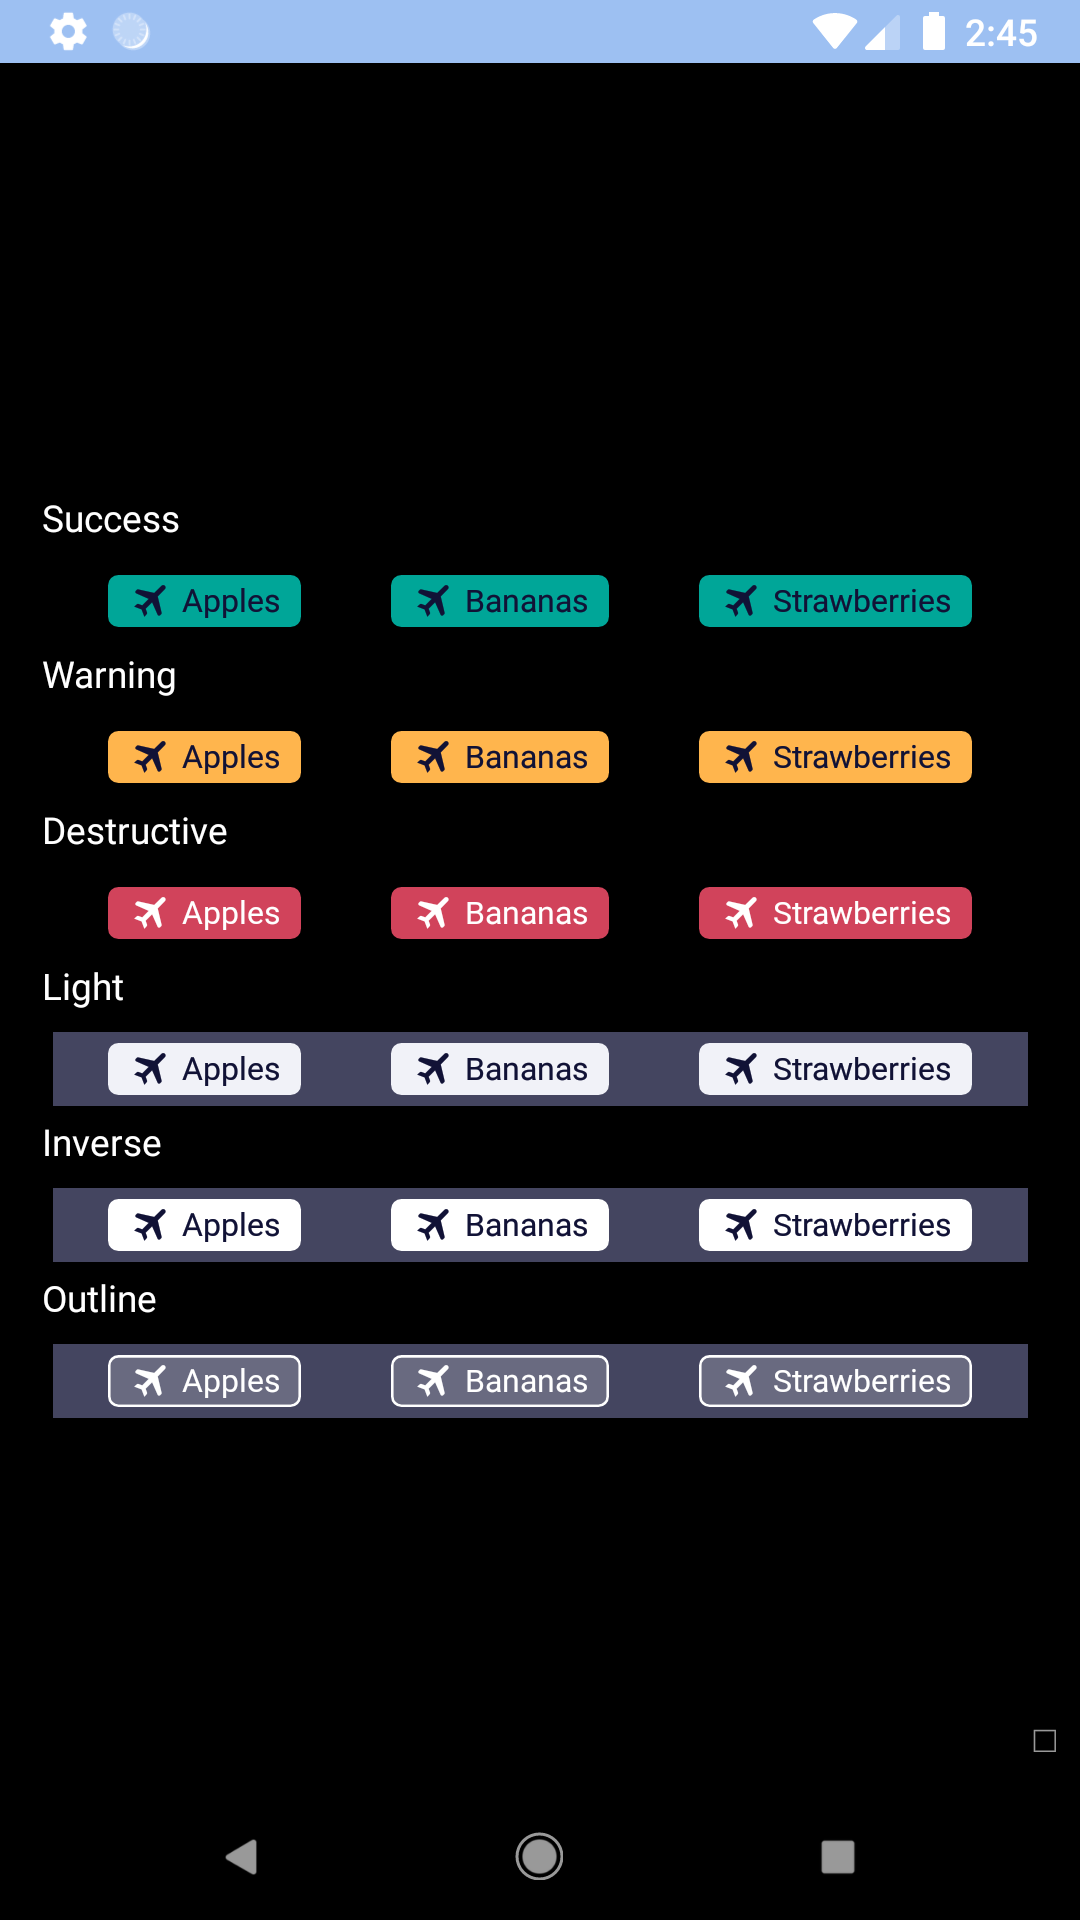 2:45
Success
Apples Bananas Strawberries
Warning
Apples Bananas Strawberries
Destructive
Apples Bananas Strawberries
Light
Apples Bananas Strawberries
Inverse
Apples Bananas Strawberries
Outline
Apples Bananas Strawberries